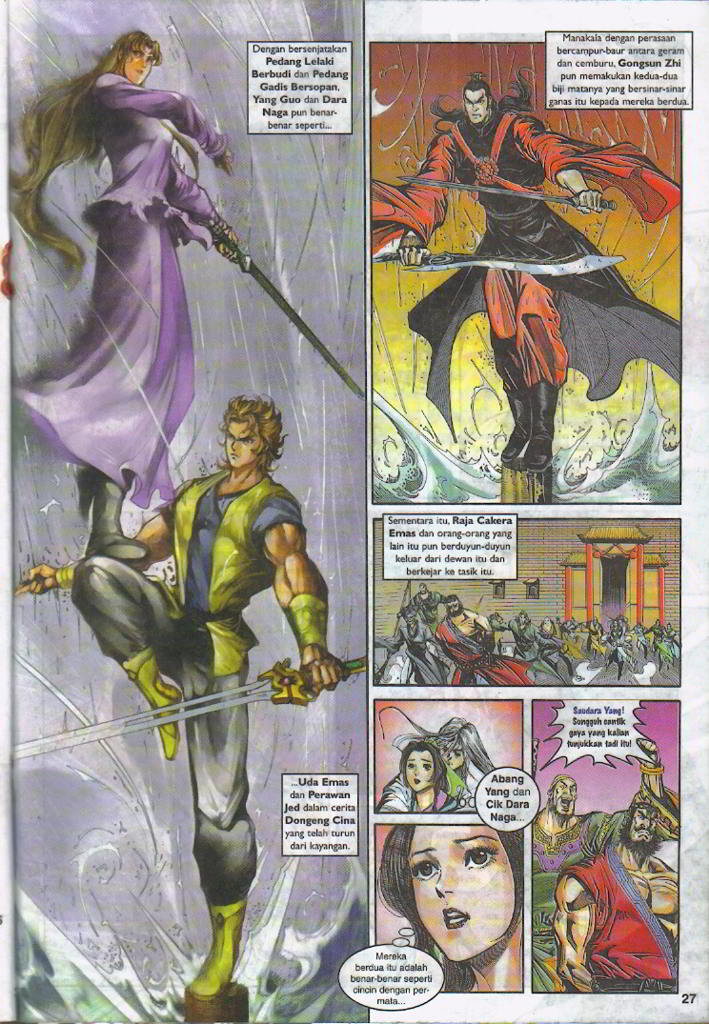 Dengan bersenjatakan
Pedang Lelaki
Berbudi dan Pedang
Gadis Bersopan,
Yang Guo dan Dara
Naga pun benar-
benar seperti...
...Uda Emas
dan Perawan
Jed dalam cerita
Dongeng Cina
yang telah turun
dari kayangan.
Manakala dengan perasaan
bercampur-baur antara geram
dan cemburu, Gongsun Zhi
pun memakukan kedua-dua
biji matanya yang bersinar-sinar
ganas itu kepada mereka berdua.
Sementara itu, Raja Cakera
Emas dan orang-orang yang
lain itu pun berduyun-duyun
keluar dari dewan itu dan
berkejar ke tasik itu.
Abang
Yang dan
Cik Dara
Naga...
Saudara Yang!
Sungguh cantik
gaya yang kalian
tunjukkan tadi itu!
Mereka
berdua itu adalah
benar-benar seperti
cincin dengan per-
mata...
27